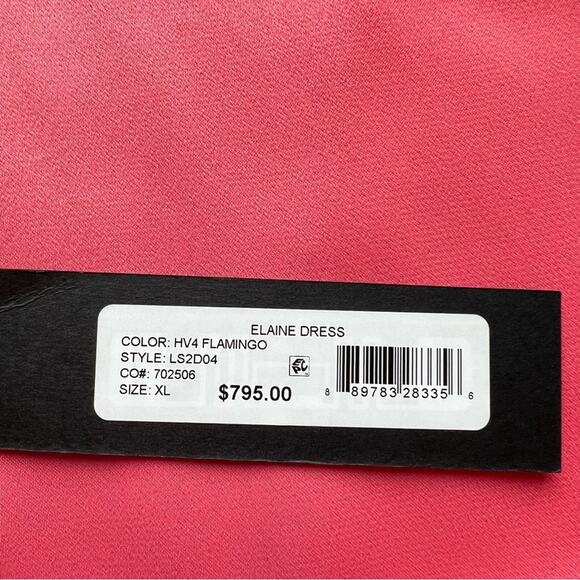 ELAINE DRESS
COLOR: HV4 FLAMINGO
STYLE: LS2D04
CO#: 702506
SIZE: XL
$795.00
8 89783 28335 6